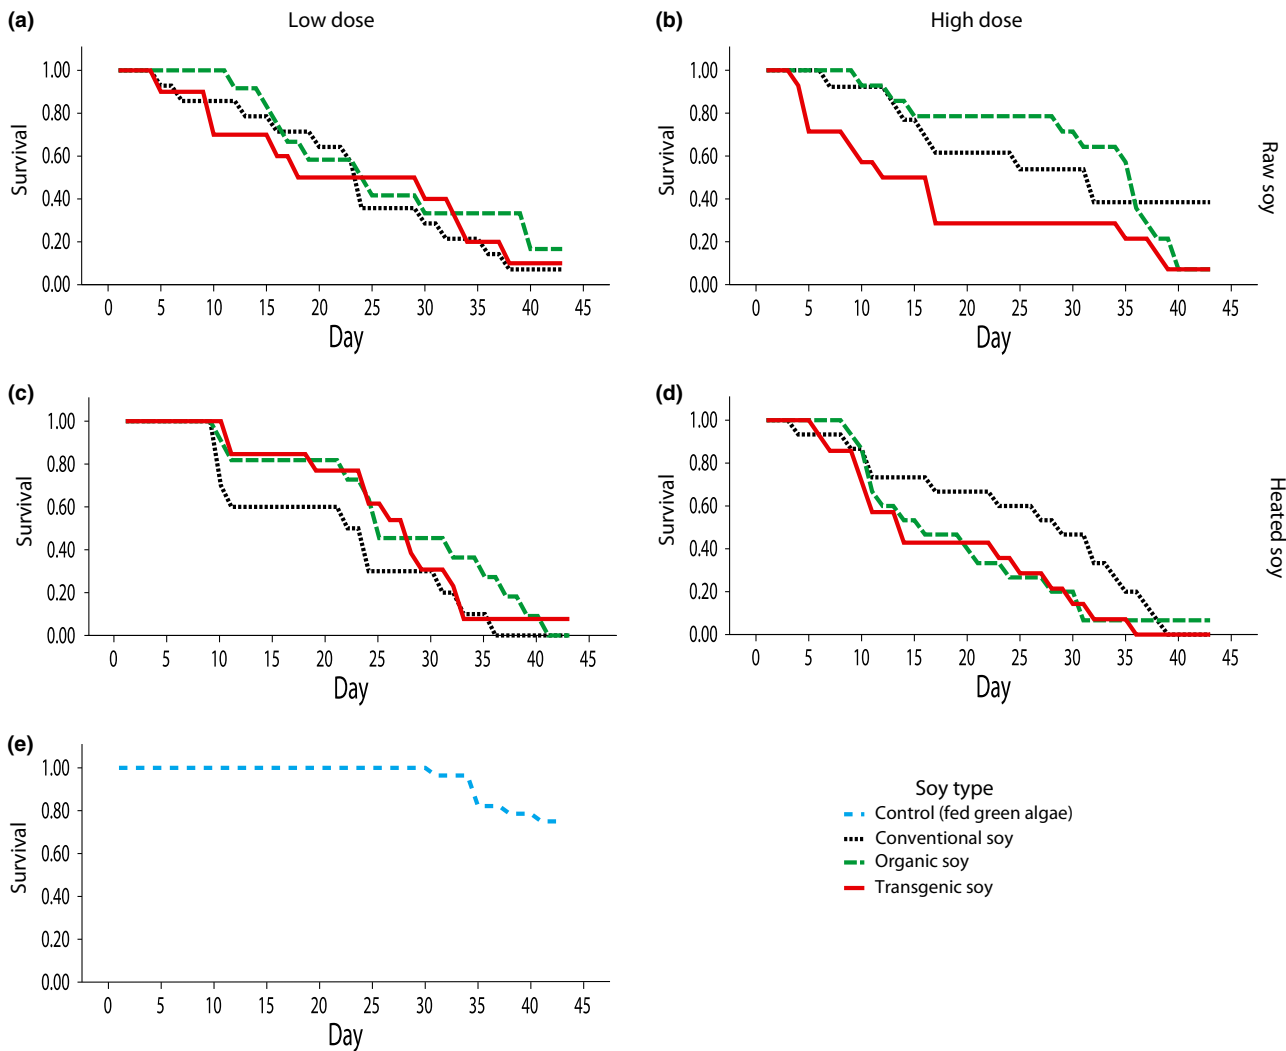 (a)
Low dose
Survival
1.00
0.80
0.60
0.40
0.20
0.00
0 5 10 15 20 25 30 35 40 45
Day
(b)
High dose
Survival
1.00
0.80
0.60
0.40
0.20
0.00
0 5 10 15 20 25 30 35 40 45
Day
Raw soy
(c)
Survival
1.00
0.80
0.60
0.40
0.20
0.00
0 5 10 15 20 25 30 35 40 45
Day
(d)
Survival
1.00
0.80
0.60
0.40
0.20
0.00
0 5 10 15 20 25 30 35 40 45
Day
Heated soy
(e)
Survival
1.00
0.80
0.60
0.40
0.20
0.00
0 5 10 15 20 25 30 35 40 45
Day
Soy type
Control (fed green algae)
Conventional soy
Organic soy
Transgenic soy